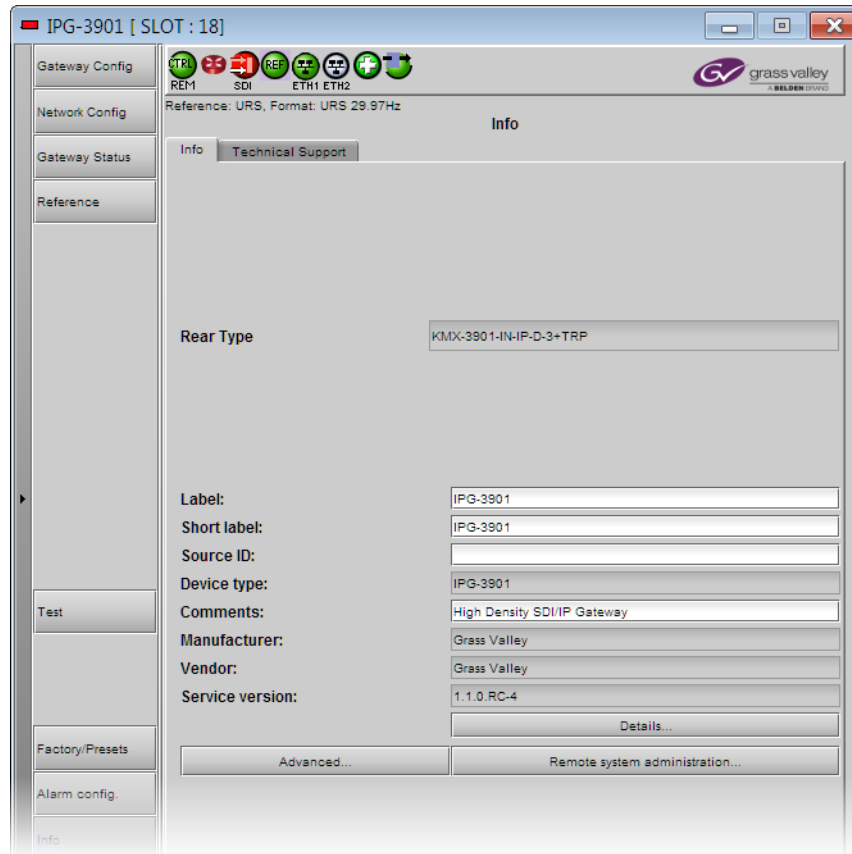 IPG-3901 [ SLOT : 18]
Gateway Config
Network Config
Gateway Status
Reference
Test
Factory/Presets
Alarm config.
Info
CTRL
REM
SDI
REF
ETH1 ETH2
GV grass valley
A BELDEN BRAND
Reference: URS, Format: URS 29.97Hz
Info
Info Technical Support
Rear Type KMX-3901-IN-IP-D-3+TRP
Label: IPG-3901
Short label: IPG-3901
Source ID:
Device type: IPG-3901
Comments: High Density SDI/IP Gateway
Manufacturer: Grass Valley
Vendor: Grass Valley
Service version: 1.1.0.RC-4
Details...
Advanced... Remote system administration...